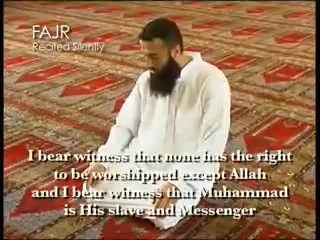 FAJR
Recited Silently
I bear witness that none has the right
to be worshipped except Allah
and I bear witness that Muhammad
is His slave and Messenger